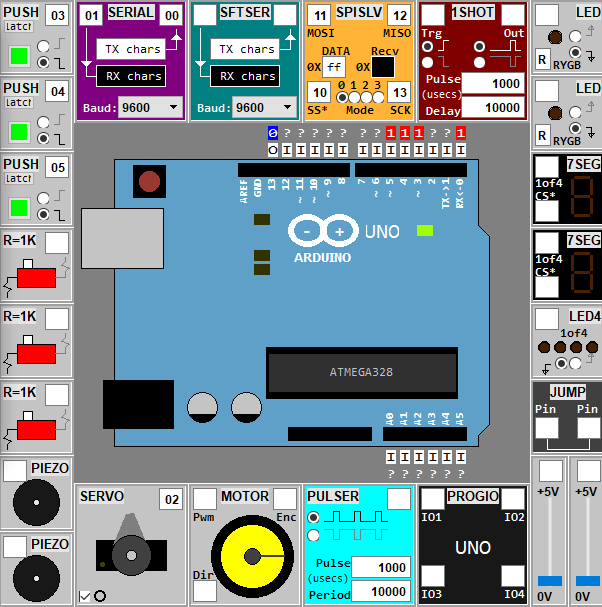 PUSH 03
latch
PUSH 04
latch
PUSH 05
latch
R=1K
R=1K
R=1K
PIEZO
PIEZO
01 SERIAL 00
TX chars
RX chars
Baud: 9600
SFTSER
TX chars
RX chars
Baud: 9600
11 SPISLV 12
MOSI MISO
DATA Recv
0X ff 0X
10 0 1 2 3 13
SS* Mode SCK
1SHOT
Trg Out
Pulse 1000
(usecs)
Delay 10000
LED
R RYGB
LED
R RYGB
7SEG
1of4
CS*
7SEG
1of4
CS*
LED4
1of4
JUMP
Pin Pin
+5V +5V
0V 0V
0 ? ? ? ? ? ? ? 1 1 1 ? ? 1
O I I I I I I I I I I I I I
AREF
GND
13
12
~ 11
~ 10
~ 9
8
7
~ 6
~ 5
4
~ 3
2
TX->1
RX<-0
- + UNO
ARDUINO
ATMEGA328
A0
A1
A2
A3
A4
A5
I I I I I I
? ? ? ? ? ?
SERVO 02
MOTOR
Pwm Enc
Dir
PULSER
Pulse 1000
(usecs)
Period 10000
PROGIO
IO1 IO2
UNO
IO3 IO4